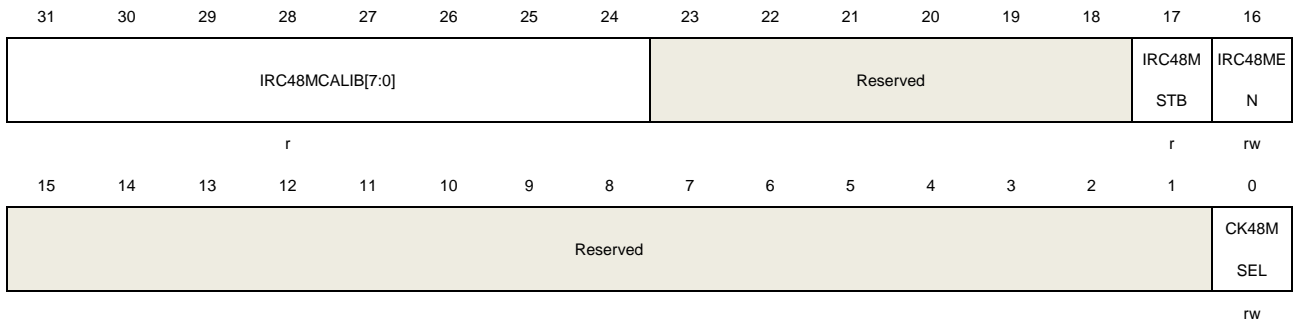 31 30 29 28 27 26 25 24 23 22 21 20 19 18 17 16
IRC48MCALIB[7:0] Reserved IRC48M IRC48ME
STB N
r r rw
15 14 13 12 11 10 9 8 7 6 5 4 3 2 1 0
Reserved CK48M
SEL
rw